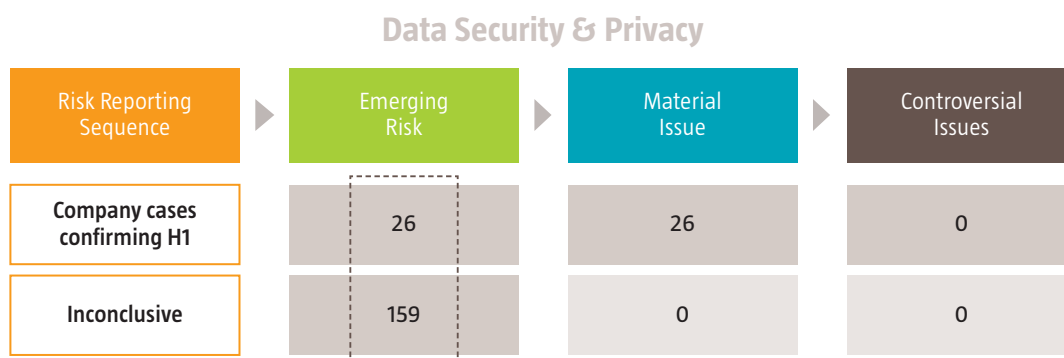 Data Security & Privacy
Risk Reporting
Sequence
Emerging
Risk
Material
Issue
Controversial
Issues
Company cases
confirming H1
26
26
0
Inconclusive
159
0
0